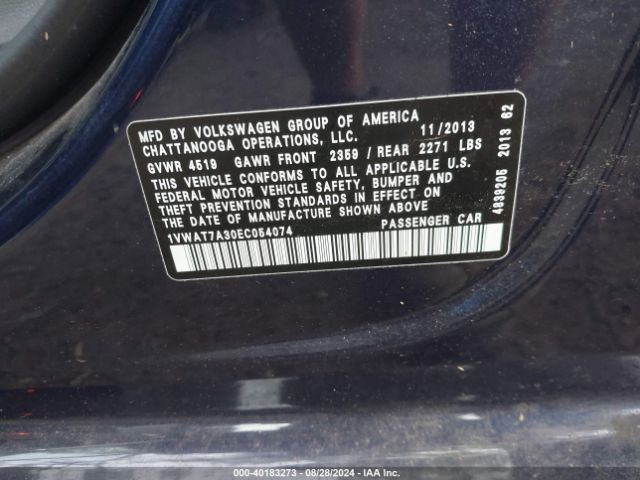 MFD BY VOLKSWAGEN GROUP OF AMERICA
CHATTANOOGA OPERATIONS, LLC. 11/2013
GVWR 4519 GAWR FRONT 2359 / REAR 2271 LBS
THIS VEHICLE CONFORMS TO ALL APPLICABLE U.S.
FEDERAL MOTOR VEHICLE SAFETY, BUMPER AND
THEFT PREVENTION STANDARDS IN EFFECT ON
THE DATE OF MANUFACTURE SHOWN ABOVE
1VWAT7A30EC054074 PASSENGER CAR
4839205 2013 62
000-40183273 - 08/28/2024 - IAA Inc.